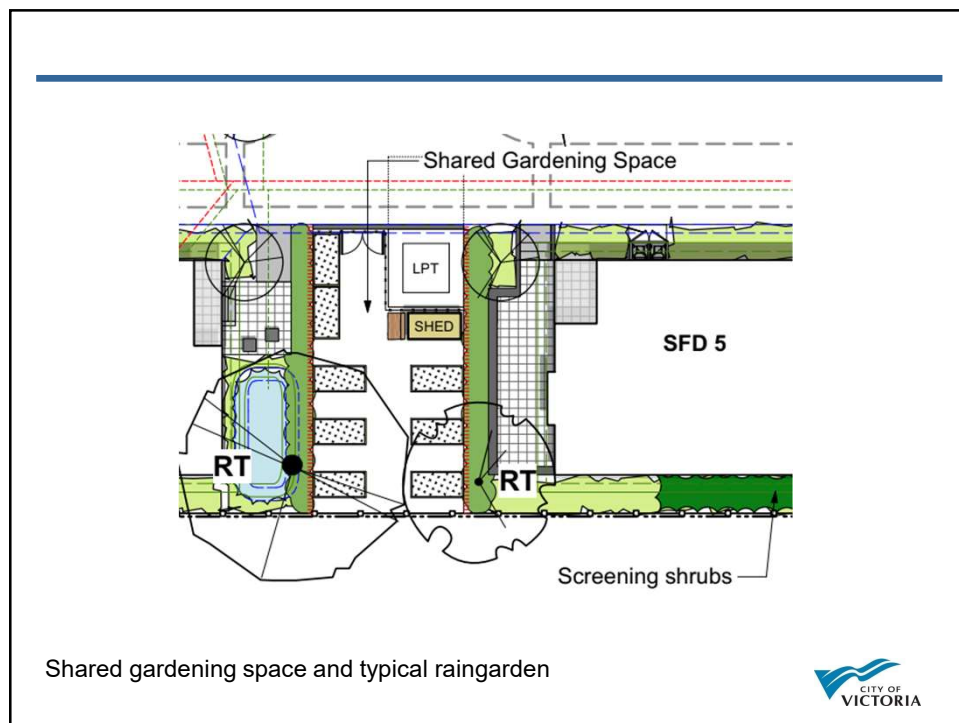 Shared Gardening Space
LPT
SHED
SFD 5
RT
RT
Screening shrubs
Shared gardening space and typical raingarden
CITY OF
VICTORIA